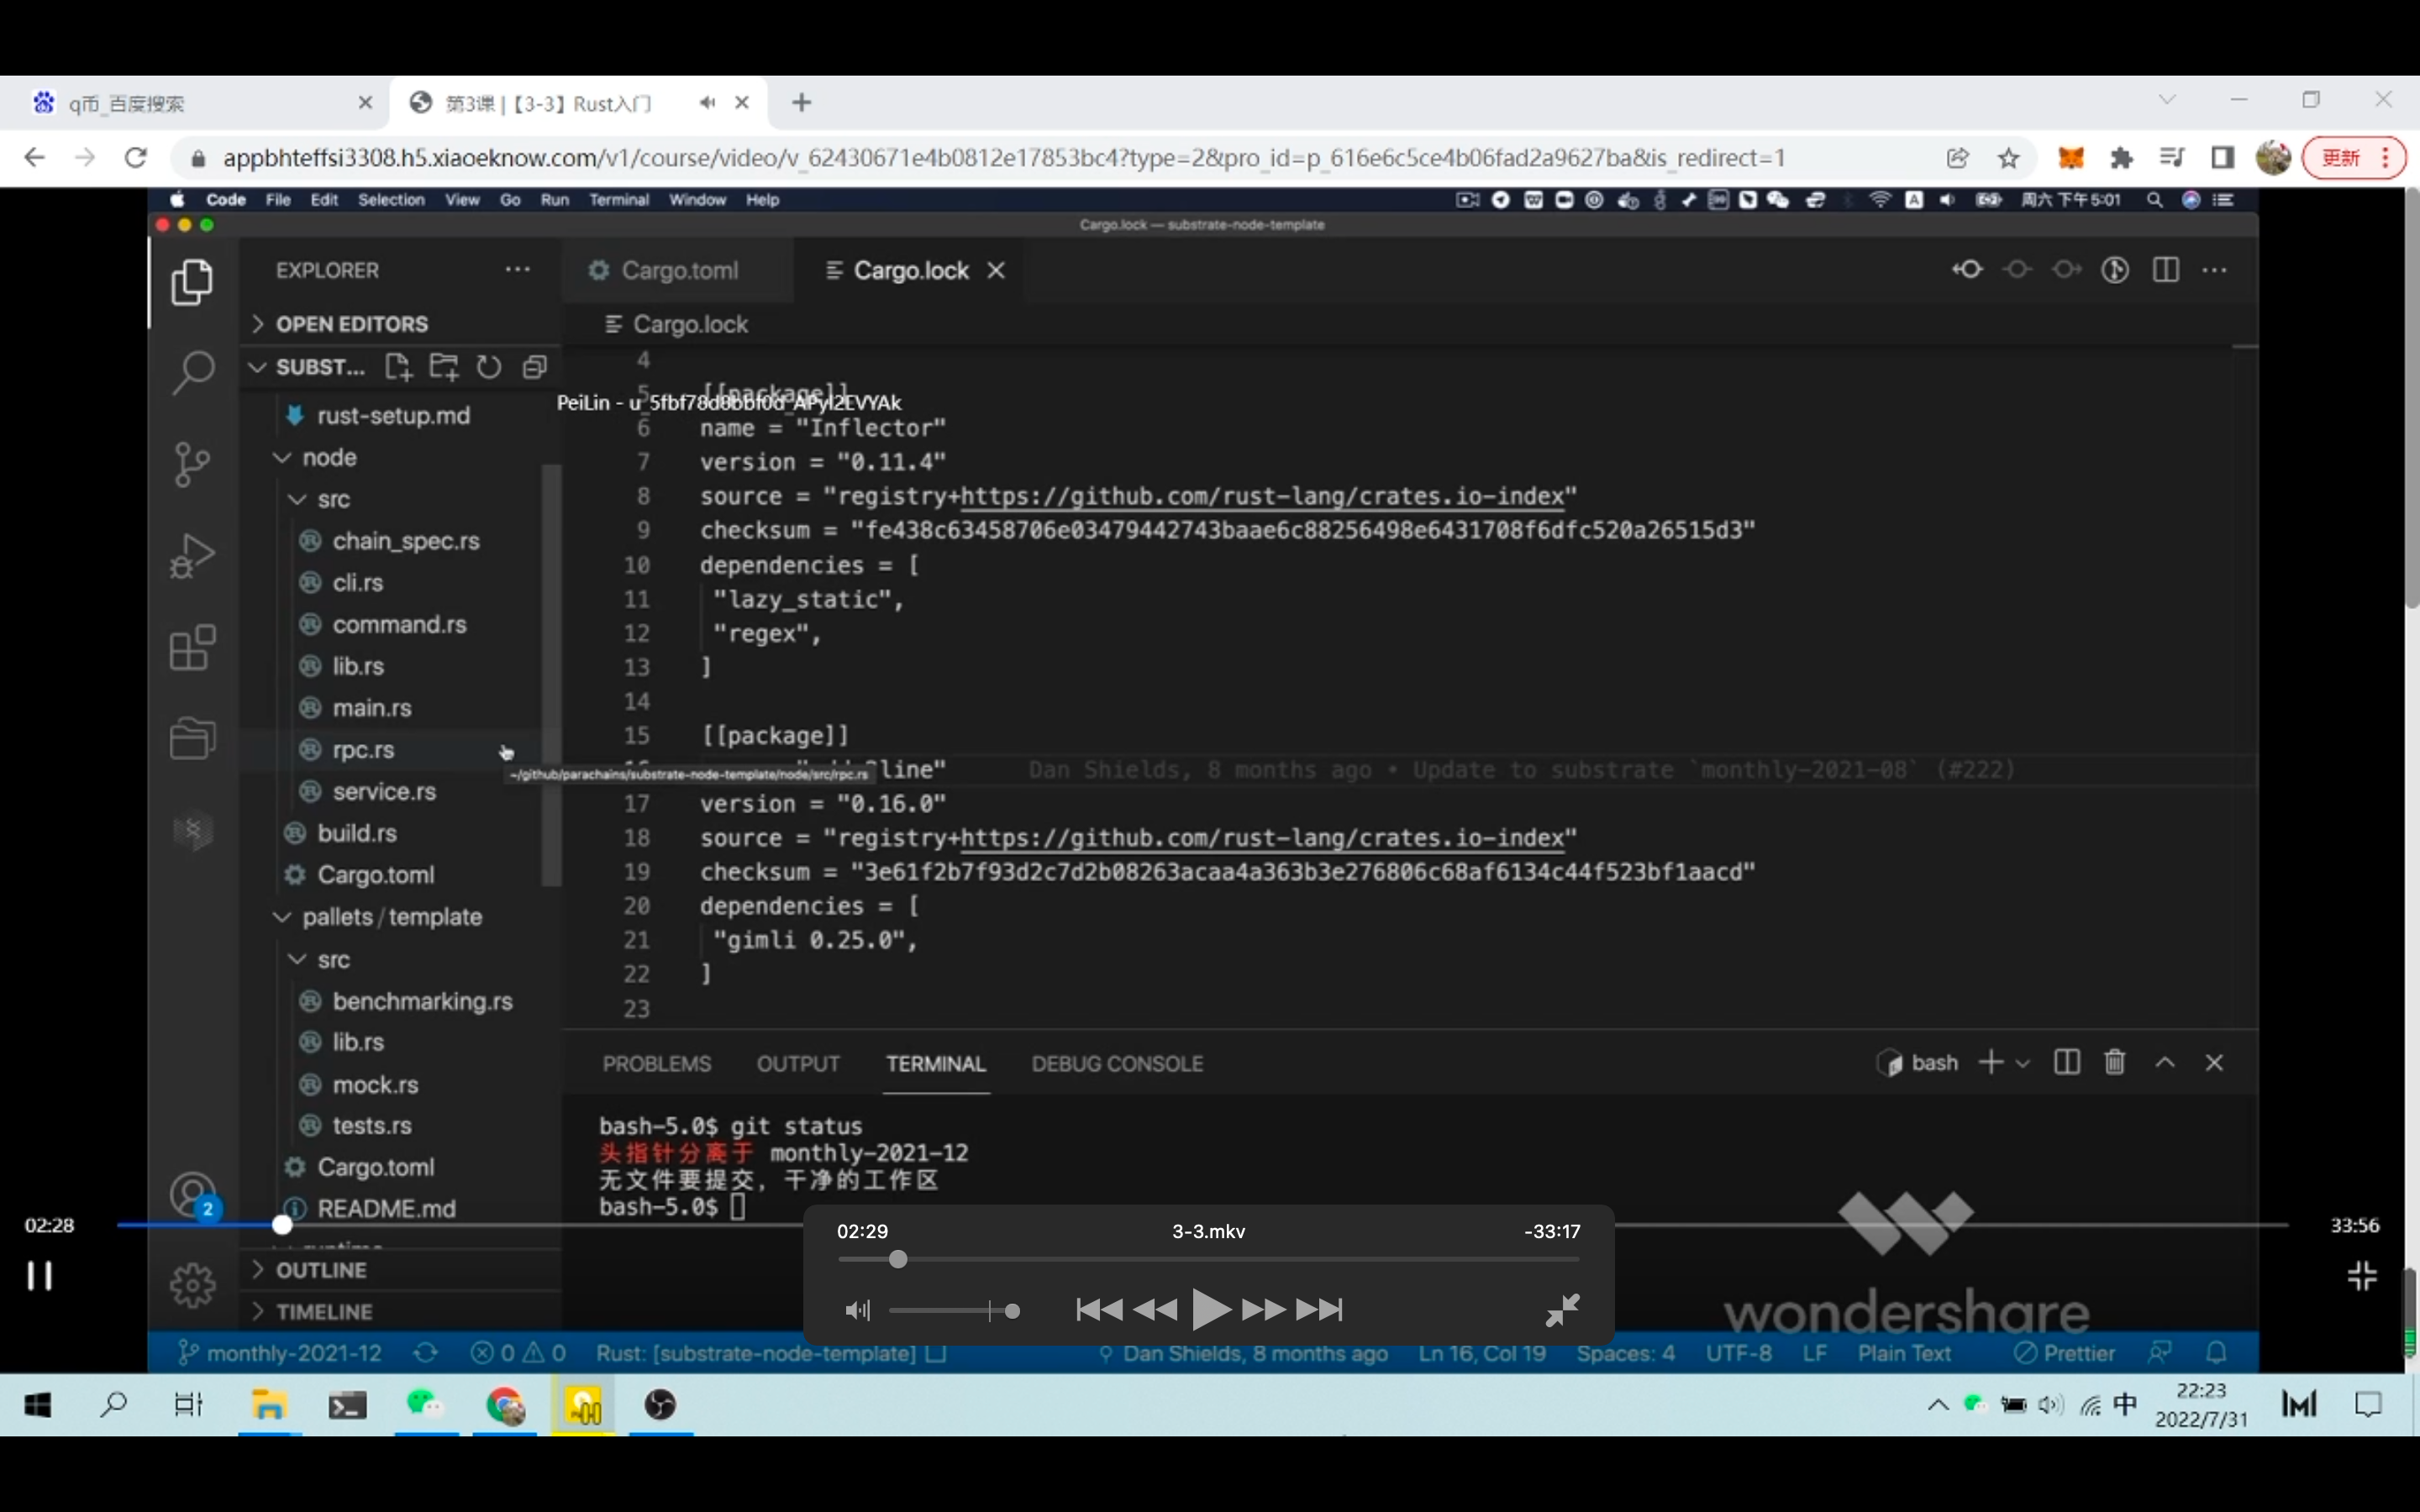 q币_百度搜索
第3课 |【3-3】Rust入门
appbhteffsi3308.h5.xiaoeknow.com/v1/course/video/v_62430671e4b0812e17853bc4?type=2&pro_id=p_616e6c5ce4b06fad2a9627ba&is_redirect=1
更新
Code File Edit Selection View Go Run Terminal Window Help
周六下午5:01
Cargo.lock — substrate-node-template
EXPLORER
Cargo.toml
Cargo.lock
OPEN EDITORS
Cargo.lock
SUBST...
rust-setup.md
node
src
chain_spec.rs
cli.rs
command.rs
lib.rs
main.rs
rpc.rs
service.rs
build.rs
Cargo.toml
pallets / template
src
benchmarking.rs
lib.rs
mock.rs
tests.rs
Cargo.toml
README.md
runtime
OUTLINE
TIMELINE
4
5 [[package]]
PeiLin - u_5fbf78d8bbf0d_APyl2EVYAk
6 name = "Inflector"
7 version = "0.11.4"
8 source = "registry+https://github.com/rust-lang/crates.io-index"
9 checksum = "fe438c63458706e03479442743baae6c88256498e6431708f6dfc520a26515d3"
10 dependencies = [
11 "lazy_static",
12 "regex",
13 ]
14
15 [[package]]
line" Dan Shields, 8 months ago • Update to substrate `monthly-2021-08` (#222)
~/github/parachains/substrate-node-template/node/src/rpc.rs
17 version = "0.16.0"
18 source = "registry+https://github.com/rust-lang/crates.io-index"
19 checksum = "3e61f2b7f93d2c7d2b08263acaa4a363b3e276806c68af6134c44f523bf1aacd"
20 dependencies = [
21 "gimli 0.25.0",
22 ]
23
PROBLEMS OUTPUT TERMINAL DEBUG CONSOLE
bash
bash-5.0$ git status
头指针分离于 monthly-2021-12
无文件要提交，干净的工作区
bash-5.0$
2
02:28
33:56
02:29 3-3.mkv -33:17
wondershare
monthly-2021-12 0 0 Rust: [substrate-node-template]
Dan Shields, 8 months ago Ln 16, Col 19 Spaces: 4 UTF-8 LF Plain Text Prettier
中
22:23
2022/7/31